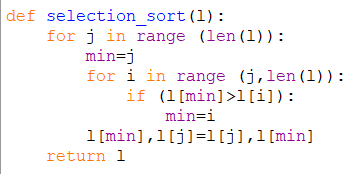 def selection_sort(l):
    for j in range (len(l)):
        min=j
        for i in range (j,len(l)):
            if (l[min]>l[i]):
                min=i
        l[min],l[j]=l[j],l[min]
    return l